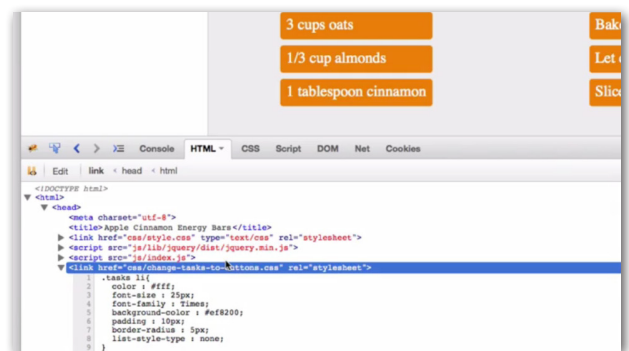 3 cups oats
1/3 cup almonds
Let
1 tablespoon cinnamon
Console HTML CSS Script DOM Net Cookies
Edit link < head < html
<!DOCTYPE html>
<html>
<head>
<meta charset="utf-8">
<title>Apple Cinnamon Energy Bars</title>
<link href="css/style.css" type="text/css" rel="stylesheet">
<script src="js/lib/jquery/dist/jquery.min.js">
<script src="js/index.js">
<link href="css/change-tasks-to-buttons.css" rel="stylesheet">
1 .tasks li{
2 color : #fff;
3 font-size : 25px;
4 font-family : Times;
5 background-color : #ef8200;
6 padding : 10px;
7 border-radius : 5px;
8 list-style-type : none;
9 }